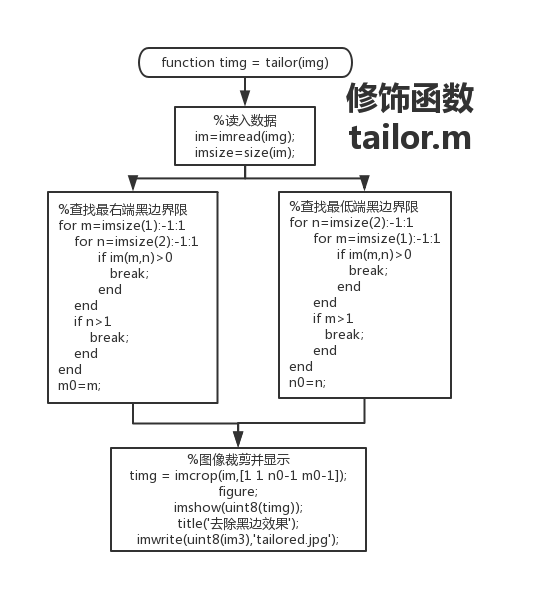 function timg = tailor(img)
修饰函数
tailor.m
%读入数据
im=imread(img);
imsize=size(im);
%查找最右端黑边界限
for m=imsize(1):-1:1
for n=imsize(2):-1:1
if im(m,n)>0
break;
end
end
if n>1
break;
end
end
m0=m;
%查找最低端黑边界限
for n=imsize(2):-1:1
for m=imsize(1):-1:1
if im(m,n)>0
break;
end
end
if m>1
break;
end
end
n0=n;
%图像裁剪并显示
timg = imcrop(im,[1 1 n0-1 m0-1]);
figure;
imshow(uint8(timg));
title('去除黑边效果');
imwrite(uint8(im3),'tailored.jpg');